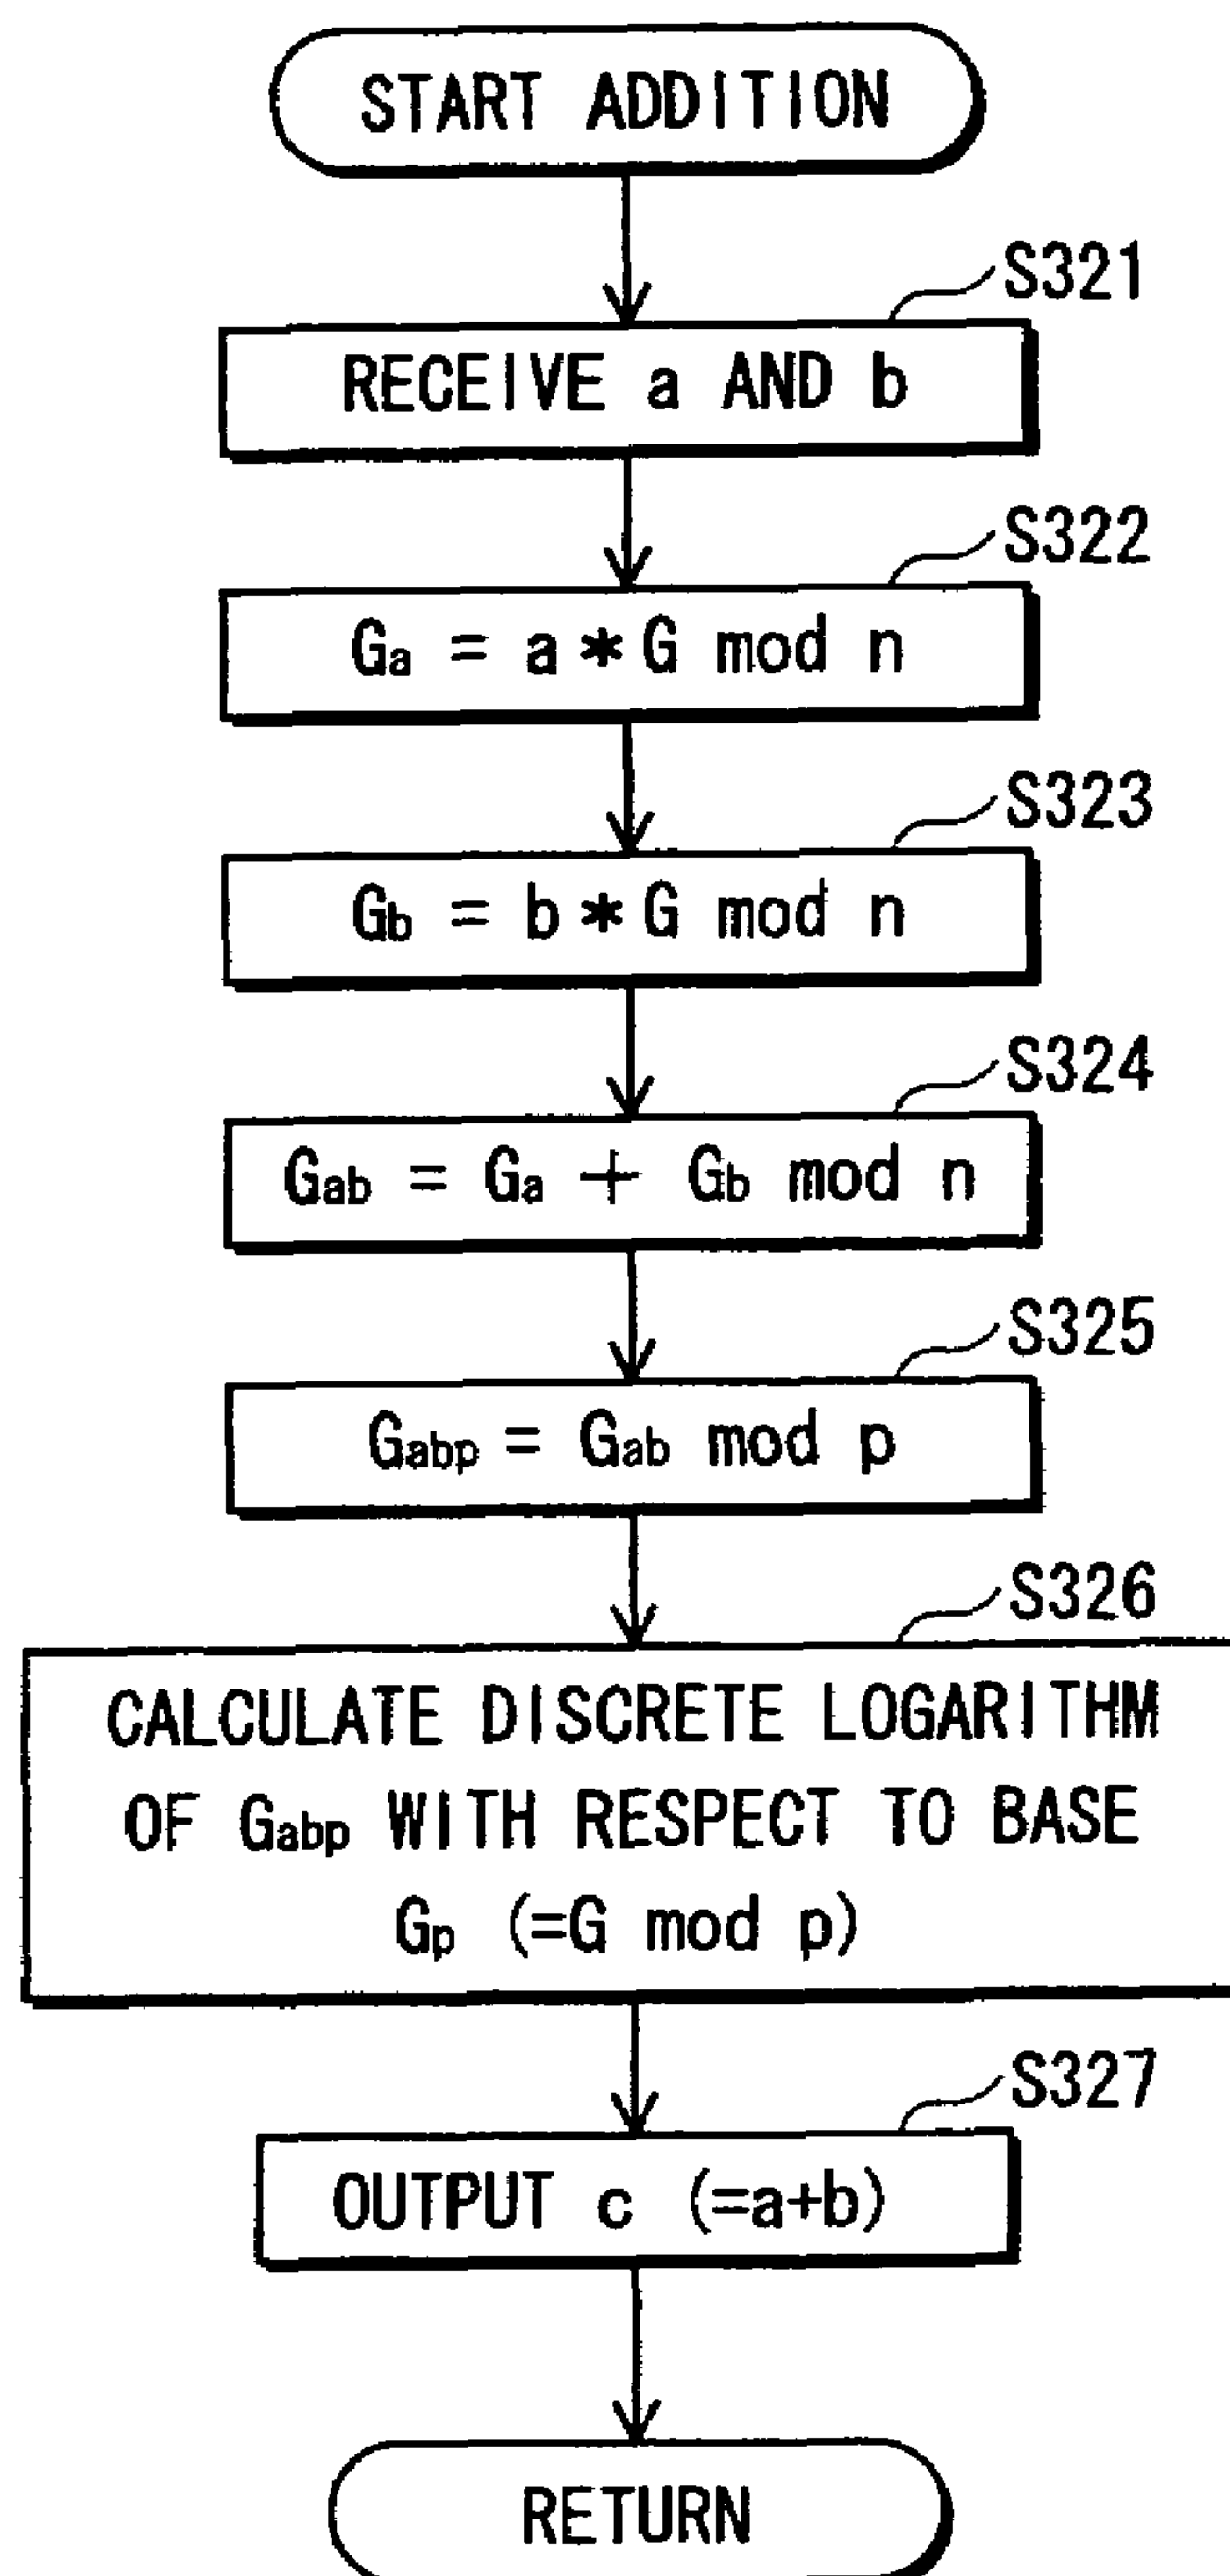 START ADDITION
S321
RECEIVE a AND b
S322
Ga = a * G mod n
S323
Gb = b * G mod n
S324
Gab = Ga + Gb mod n
S325
Gabp = Gab mod p
S326
CALCULATE DISCRETE LOGARITHM
OF Gabp WITH RESPECT TO BASE
Gp (=G mod p)
S327
OUTPUT c (=a+b)
RETURN